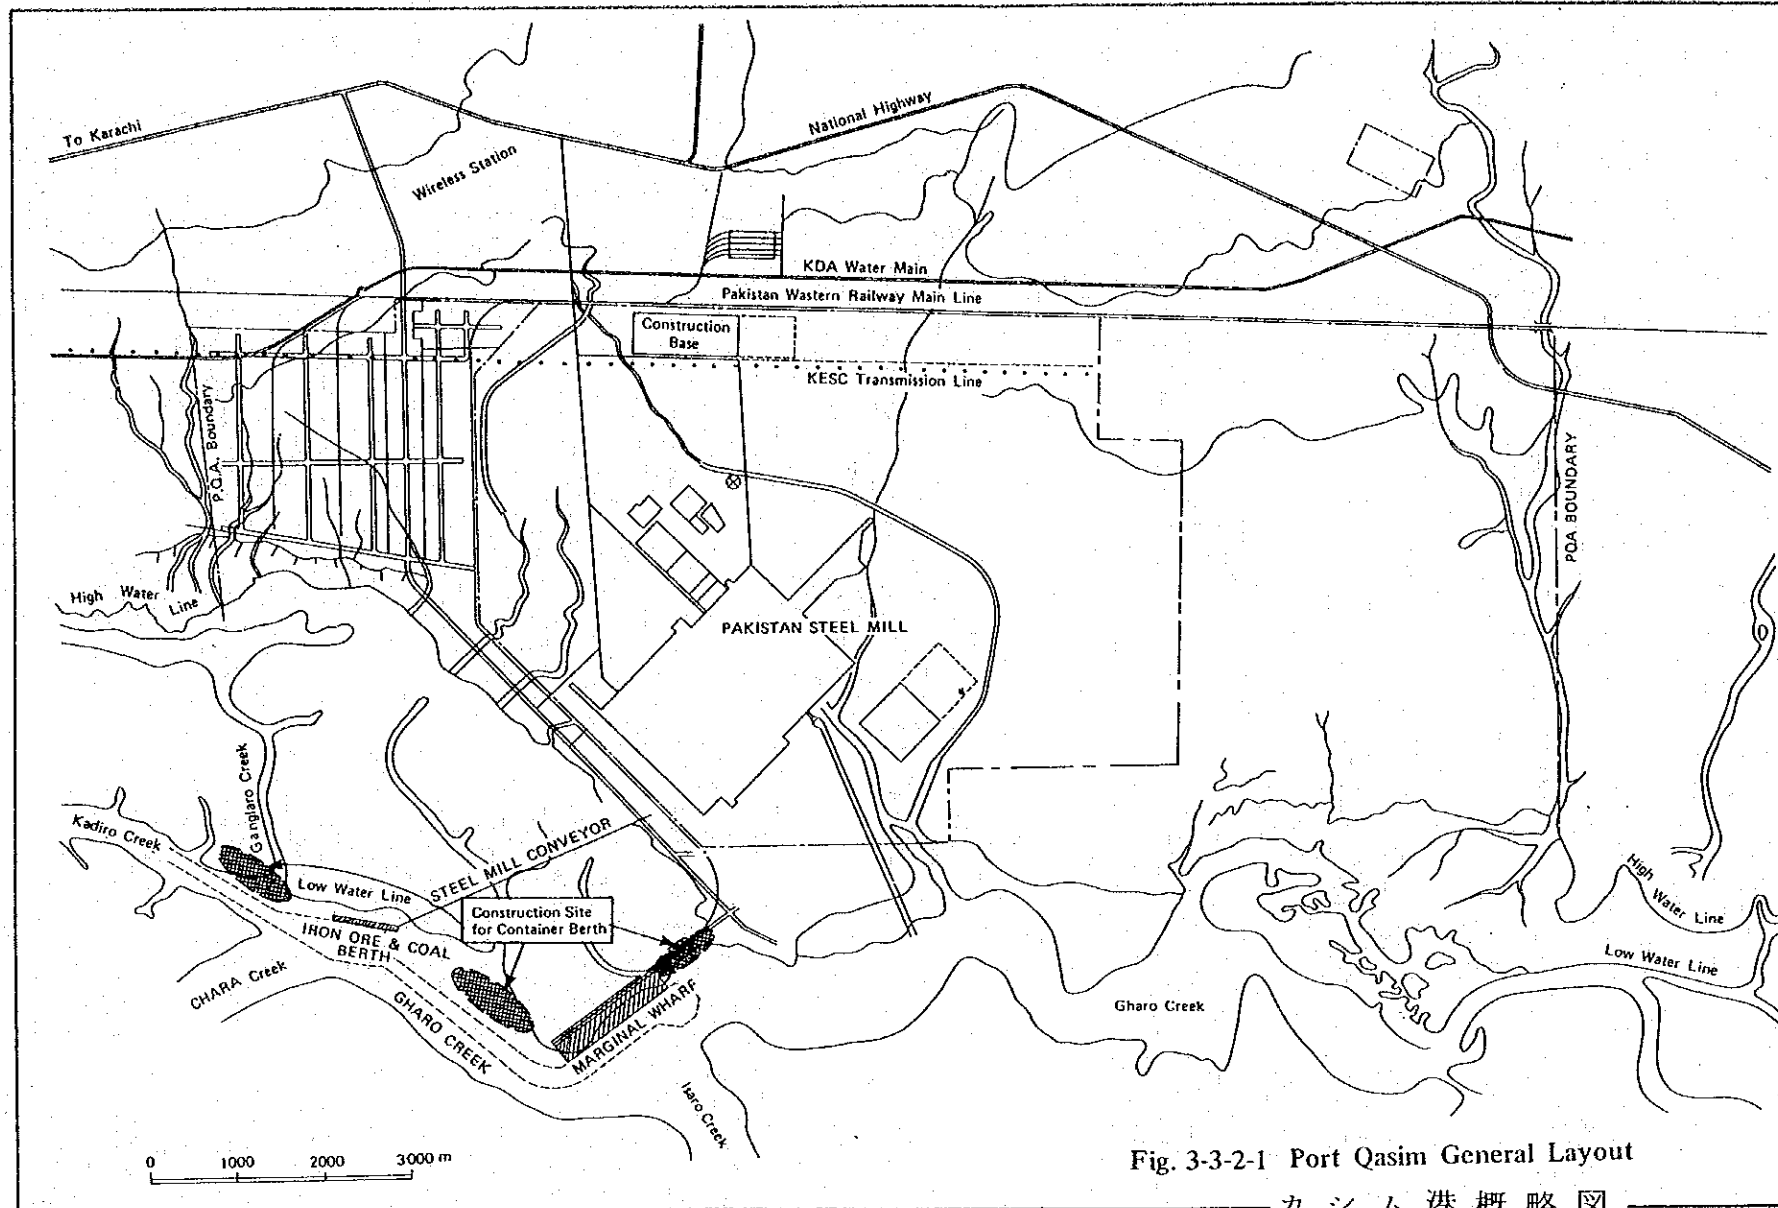 To Karachi
National Highway
Wireless Station
KDA Water Main
Pakistan Wastern Railway Main Line
Construction
Base
KESC Transmission Line
P.Q.A. Boundary
PQA BOUNDARY
High Water Line
PAKISTAN STEEL MILL
Ganglaro Creek
Kadiro Creek
STEEL MILL CONVEYOR
Low Water Line
Construction Site
for Container Berth
IRON ORE & COAL
BERTH
High Water Line
Low Water Line
CHARA Creek
GHARO CREEK
MARGINAL WHARF
Gharo Creek
Isaro Creek
0 1000 2000 3000 m
Fig. 3-3-2-1 Port Qasim General Layout
カシム港概略図